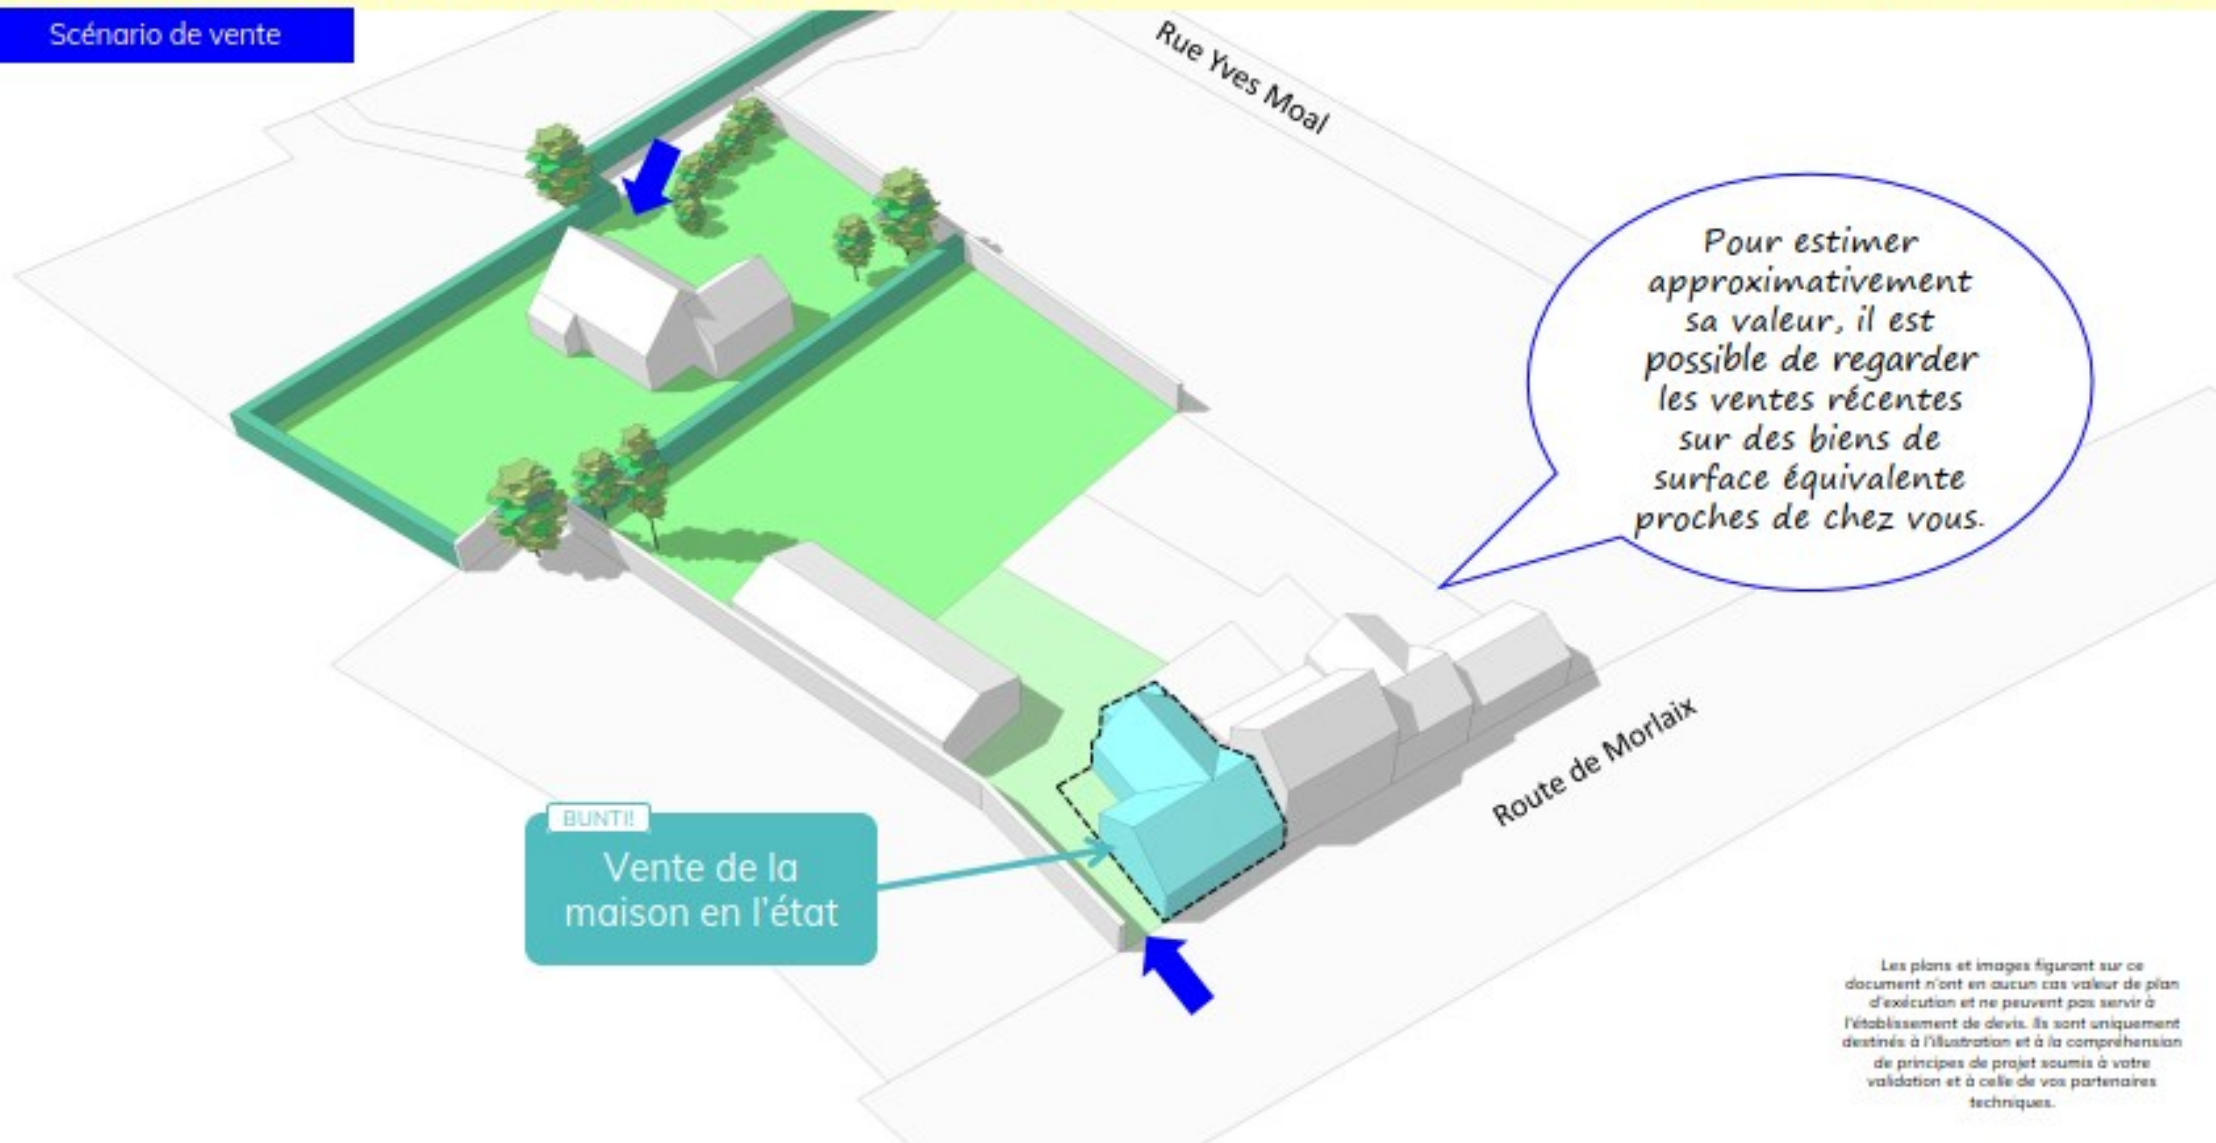 Scénario de vente
Rue Yves Moal
Pour estimer
approximativement
sa valeur, il est
possible de regarder
les ventes récentes
sur des biens de
surface équivalente
proches de chez vous.
Route de Morlaix
BUNTI!
Vente de la
maison en l'état
Les plans et images figurant sur ce
document n'ont en aucun cas valeur de plan
d'exécution et ne peuvent pas servir à
l'établissement de devis. Ils sont uniquement
destinés à l'illustration et à la compréhension
de principes de projet soumis à votre
validation et à celle de vos partenaires
techniques.